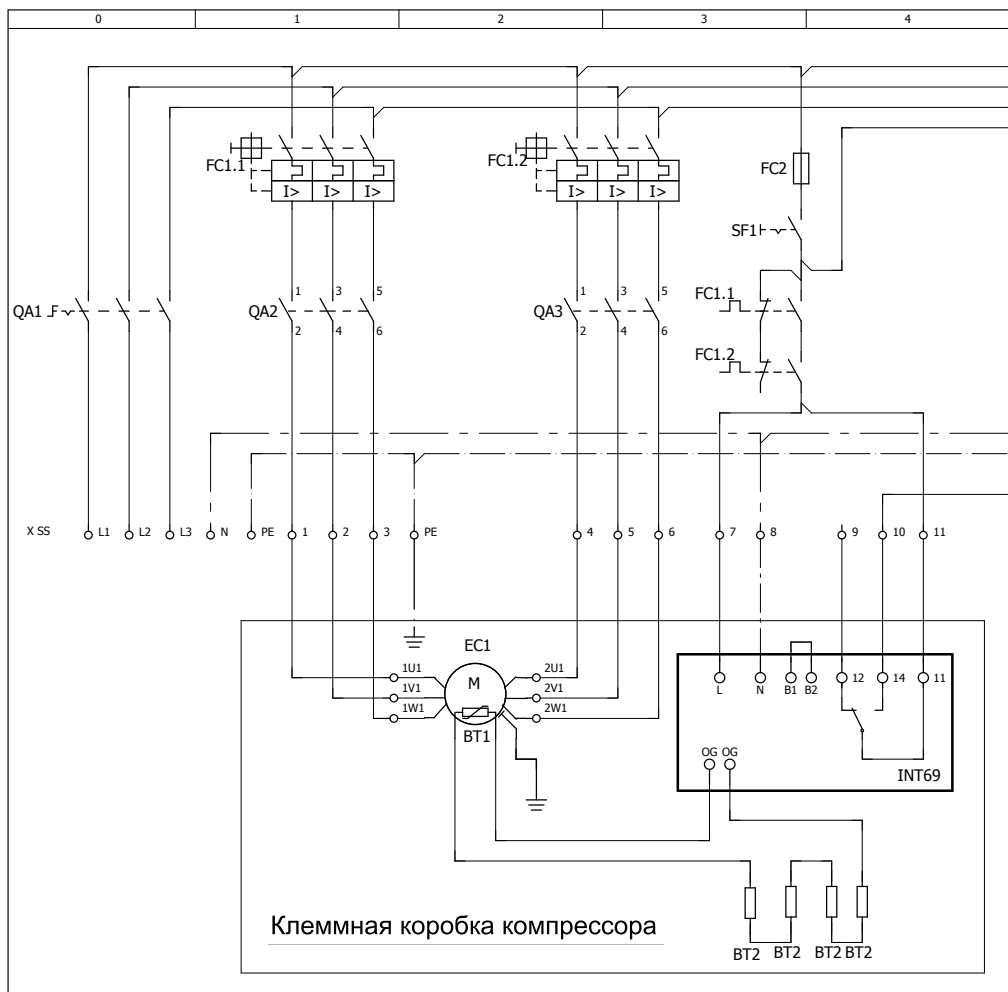 0 1 2 3 4
FC1.1 FC1.2 FC2
I> I> I> I> I> I>
SF1
1 3 5 1 3 5 FC1.1
QA1 QA2 QA3
2 4 6 2 4 6
FC1.2
X SS L1 L2 L3 N PE 1 2 3 PE 4 5 6 7 8 9 10 11
EC1
1U1 2U1
M
1V1 2V1 L N B1 B2 12 14 11
1W1 2W1
BT1
OG OG
INT69
Клеммная коробка компрессора
BT2 BT2 BT2 BT2